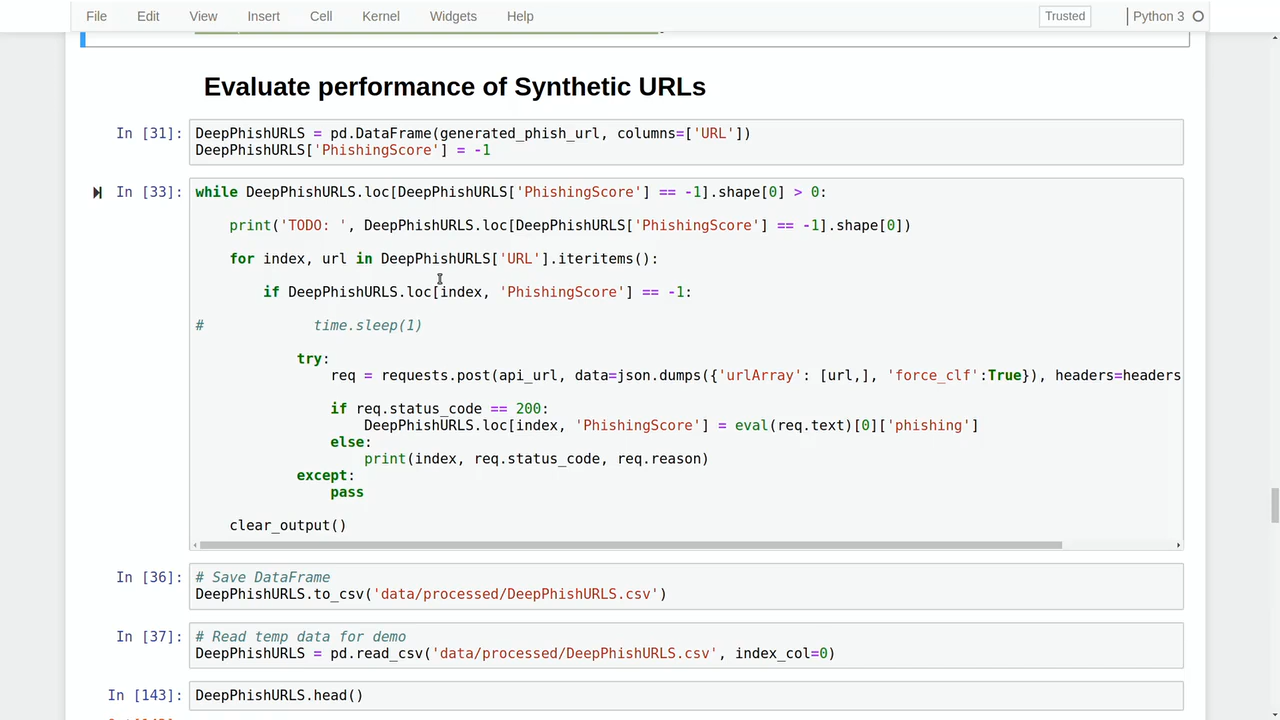 File Edit View Insert Cell Kernel Widgets Help Trusted Python 3
Evaluate performance of Synthetic URLs
In [31]: DeepPhishURLS = pd.DataFrame(generated_phish_url, columns=['URL'])
DeepPhishURLS['PhishingScore'] = -1
In [33]: while DeepPhishURLS.loc[DeepPhishURLS['PhishingScore'] == -1].shape[0] > 0:
print('TODO: ', DeepPhishURLS.loc[DeepPhishURLS['PhishingScore'] == -1].shape[0])
for index, url in DeepPhishURLS['URL'].iteritems():
if DeepPhishURLS.loc[index, 'PhishingScore'] == -1:
# time.sleep(1)
try:
req = requests.post(api_url, data=json.dumps({'urlArray': [url,], 'force_clf':True}), headers=headers
if req.status_code == 200:
DeepPhishURLS.loc[index, 'PhishingScore'] = eval(req.text)[0]['phishing']
else:
print(index, req.status_code, req.reason)
except:
pass
clear_output()
In [36]: # Save DataFrame
DeepPhishURLS.to_csv('data/processed/DeepPhishURLS.csv')
In [37]: # Read temp data for demo
DeepPhishURLS = pd.read_csv('data/processed/DeepPhishURLS.csv', index_col=0)
In [143]: DeepPhishURLS.head()